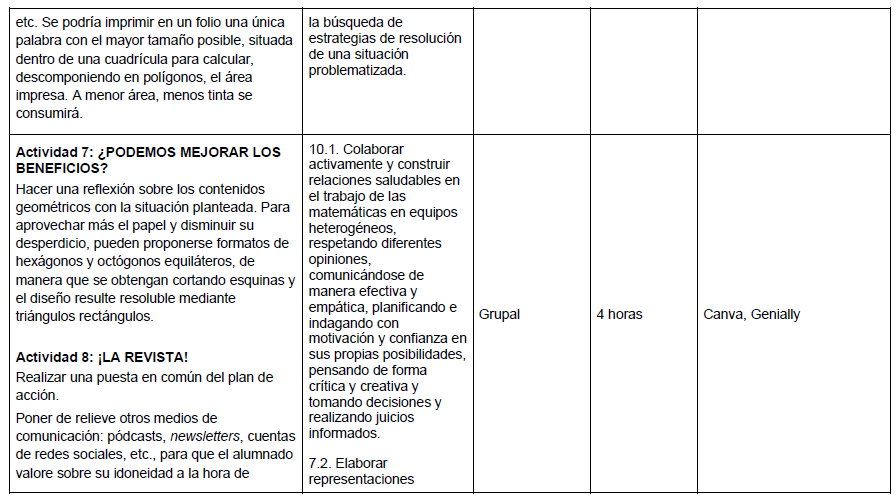 etc. Se podría imprimir en un folio una única
palabra con el mayor tamaño posible, situada
dentro de una cuadrícula para calcular,
descomponiendo en polígonos, el área
impresa. A menor área, menos tinta se
consumirá.
la búsqueda de
estrategias de resolución
de una situación
problematizada.
Actividad 7: ¿PODEMOS MEJORAR LOS
BENEFICIOS?
Hacer una reflexión sobre los contenidos
geométricos con la situación planteada. Para
aprovechar más el papel y disminuir su
desperdicio, pueden proponerse formatos de
hexágonos y octógonos equiláteros, de
manera que se obtengan cortando esquinas y
el diseño resulte resoluble mediante
triángulos rectángulos.
Actividad 8: ¡LA REVISTA!
Realizar una puesta en común del plan de
acción.
Poner de relieve otros medios de
comunicación: pódcasts, newsletters, cuentas
de redes sociales, etc., para que el alumnado
valore sobre su idoneidad a la hora de
10.1. Colaborar
activamente y construir
relaciones saludables en
el trabajo de las
matemáticas en equipos
heterogéneos,
respetando diferentes
opiniones,
comunicándose de
manera efectiva y
empática, planificando e
indagando con
motivación y confianza en
sus propias posibilidades,
pensando de forma
crítica y creativa y
tomando decisiones y
realizando juicios
informados.
7.2. Elaborar
representaciones
Grupal
4 horas
Canva, Genially